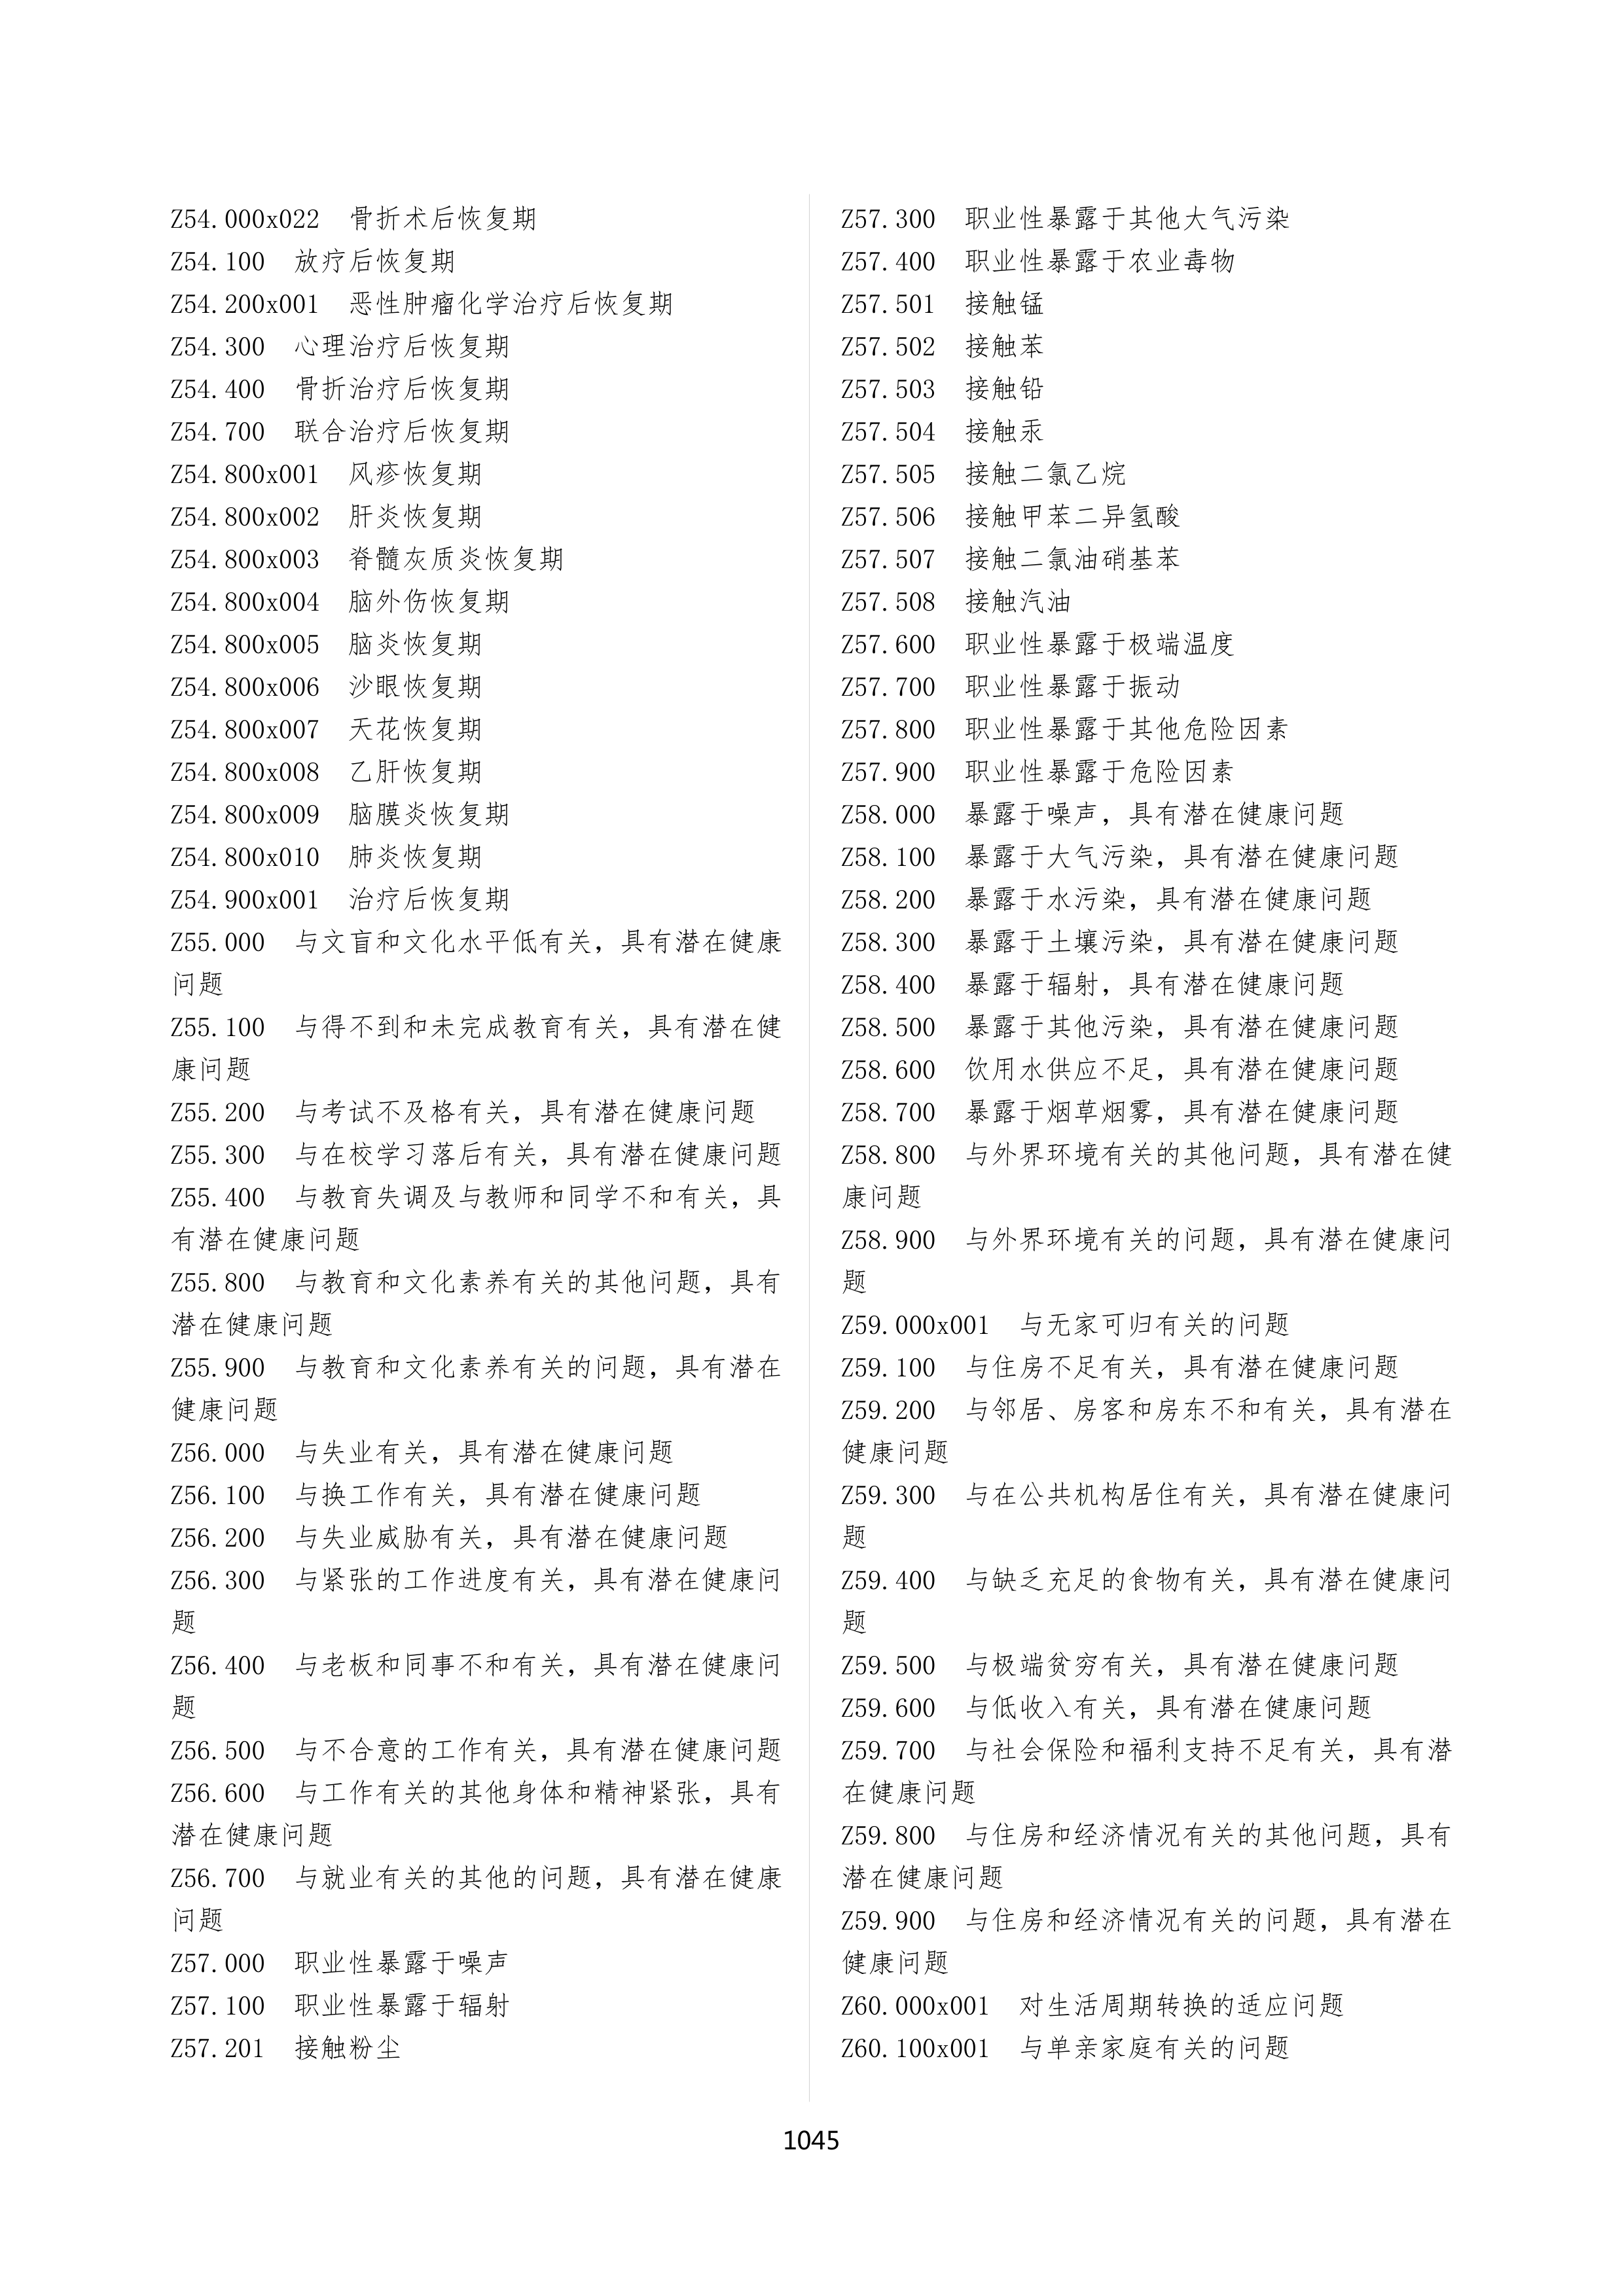 Z54.000x022　骨折术后恢复期
Z54.100　放疗后恢复期
Z54.200x001　恶性肿瘤化学治疗后恢复期
Z54.300　心理治疗后恢复期
Z54.400　骨折治疗后恢复期
Z54.700　联合治疗后恢复期
Z54.800x001　风疹恢复期
Z54.800x002　肝炎恢复期
Z54.800x003　脊髓灰质炎恢复期
Z54.800x004　脑外伤恢复期
Z54.800x005　脑炎恢复期
Z54.800x006　沙眼恢复期
Z54.800x007　天花恢复期
Z54.800x008　乙肝恢复期
Z54.800x009　脑膜炎恢复期
Z54.800x010　肺炎恢复期
Z54.900x001　治疗后恢复期
Z55.000　与文盲和文化水平低有关，具有潜在健康
问题
Z55.100　与得不到和未完成教育有关，具有潜在健
康问题
Z55.200　与考试不及格有关，具有潜在健康问题
Z55.300　与在校学习落后有关，具有潜在健康问题
Z55.400　与教育失调及与教师和同学不和有关，具
有潜在健康问题
Z55.800　与教育和文化素养有关的其他问题，具有
潜在健康问题
Z55.900　与教育和文化素养有关的问题，具有潜在
健康问题
Z56.000　与失业有关，具有潜在健康问题
Z56.100　与换工作有关，具有潜在健康问题
Z56.200　与失业威胁有关，具有潜在健康问题
Z56.300　与紧张的工作进度有关，具有潜在健康问
题
Z56.400　与老板和同事不和有关，具有潜在健康问
题
Z56.500　与不合意的工作有关，具有潜在健康问题
Z56.600　与工作有关的其他身体和精神紧张，具有
潜在健康问题
Z56.700　与就业有关的其他的问题，具有潜在健康
问题
Z57.000　职业性暴露于噪声
Z57.100　职业性暴露于辐射
Z57.201　接触粉尘
Z57.300　职业性暴露于其他大气污染
Z57.400　职业性暴露于农业毒物
Z57.501　接触锰
Z57.502　接触苯
Z57.503　接触铅
Z57.504　接触汞
Z57.505　接触二氯乙烷
Z57.506　接触甲苯二异氢酸
Z57.507　接触二氯油硝基苯
Z57.508　接触汽油
Z57.600　职业性暴露于极端温度
Z57.700　职业性暴露于振动
Z57.800　职业性暴露于其他危险因素
Z57.900　职业性暴露于危险因素
Z58.000　暴露于噪声，具有潜在健康问题
Z58.100　暴露于大气污染，具有潜在健康问题
Z58.200　暴露于水污染，具有潜在健康问题
Z58.300　暴露于土壤污染，具有潜在健康问题
Z58.400　暴露于辐射，具有潜在健康问题
Z58.500　暴露于其他污染，具有潜在健康问题
Z58.600　饮用水供应不足，具有潜在健康问题
Z58.700　暴露于烟草烟雾，具有潜在健康问题
Z58.800　与外界环境有关的其他问题，具有潜在健
康问题
Z58.900　与外界环境有关的问题，具有潜在健康问
题
Z59.000x001　与无家可归有关的问题
Z59.100　与住房不足有关，具有潜在健康问题
Z59.200　与邻居、房客和房东不和有关，具有潜在
健康问题
Z59.300　与在公共机构居住有关，具有潜在健康问
题
Z59.400　与缺乏充足的食物有关，具有潜在健康问
题
Z59.500　与极端贫穷有关，具有潜在健康问题
Z59.600　与低收入有关，具有潜在健康问题
Z59.700　与社会保险和福利支持不足有关，具有潜
在健康问题
Z59.800　与住房和经济情况有关的其他问题，具有
潜在健康问题
Z59.900　与住房和经济情况有关的问题，具有潜在
健康问题
Z60.000x001　对生活周期转换的适应问题
Z60.100x001　与单亲家庭有关的问题
1045